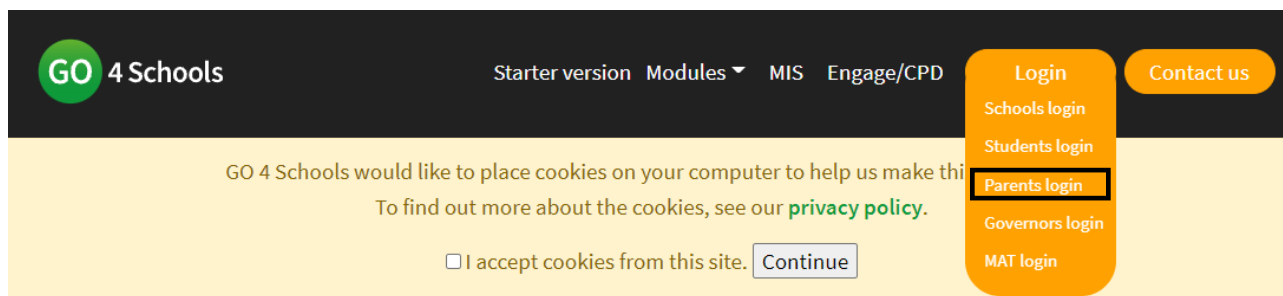 GO 4 Schools
Starter version Modules MIS Engage/CPD Login Contact us
Schools login
Students login
Parents login
Governors login
MAT login
GO 4 Schools would like to place cookies on your computer to help us make thi
To find out more about the cookies, see our privacy policy.
I accept cookies from this site. Continue